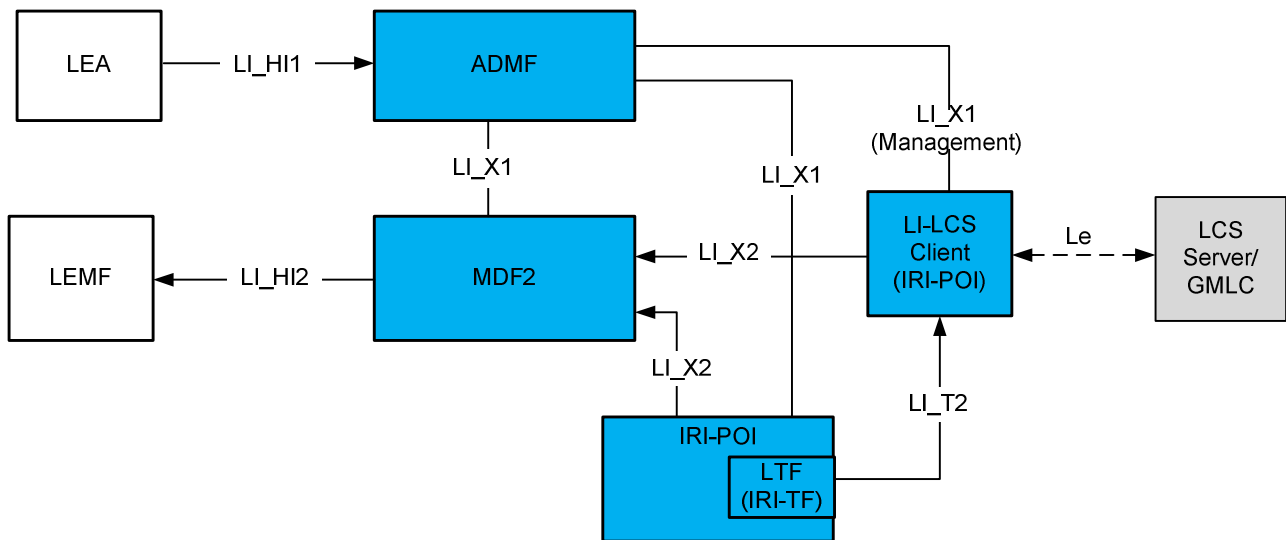 LEA
LI_HI1
ADMF
LI_X1
(Management)
LI_X1
LI_X1
LEMF
LI_HI2
MDF2
LI_X2
LI-LCS
Client
(IRI-POI)
Le
LCS
Server/
GMLC
LI_X2
LI_T2
IRI-POI
LTF
(IRI-TF)